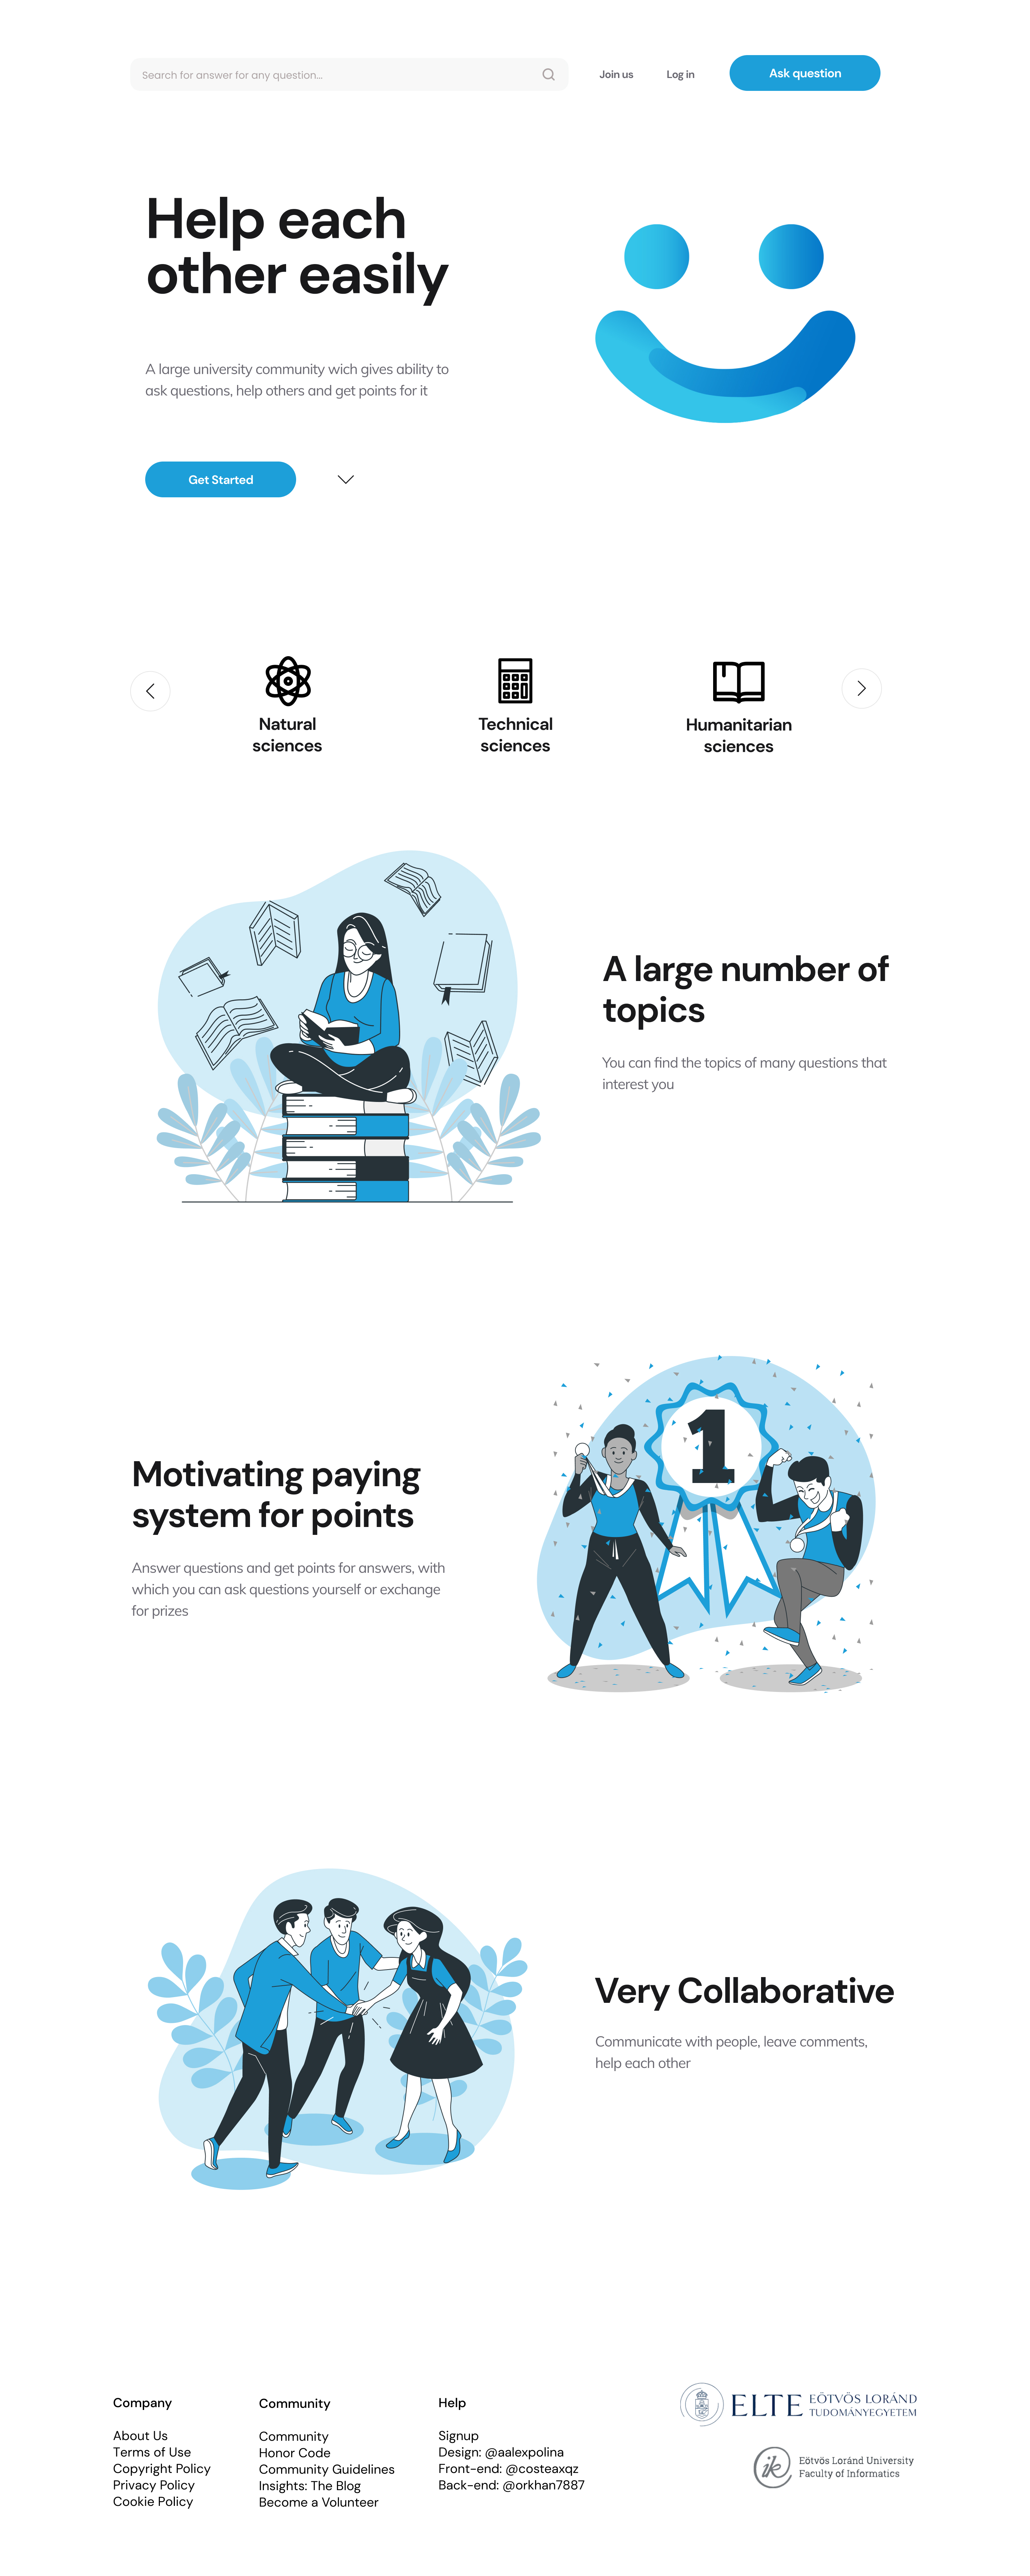 Search for answer for any question...
Join us
Log in
Ask question
Help each
other easily
A large university community wich gives ability to
ask questions, help others and get points for it
Get Started
Natural
sciences
Technical
sciences
Humanitarian
sciences
A large number of
topics
You can find the topics of many questions that
interest you
1
Motivating paying
system for points
Answer questions and get points for answers, with
which you can ask questions yourself or exchange
for prizes
Very Collaborative
Communicate with people, leave comments,
help each other
Company
About Us
Terms of Use
Copyright Policy
Privacy Policy
Cookie Policy
Community
Community
Honor Code
Community Guidelines
Insights: The Blog
Become a Volunteer
Help
Signup
Design: @aalexpolina
Front-end: @costeaxqz
Back-end: @orkhan7887
ELTE
EÖTVÖS LORÁND
TUDOMÁNYEGYETEM
ik
Eötvös Loránd University
Faculty of Informatics